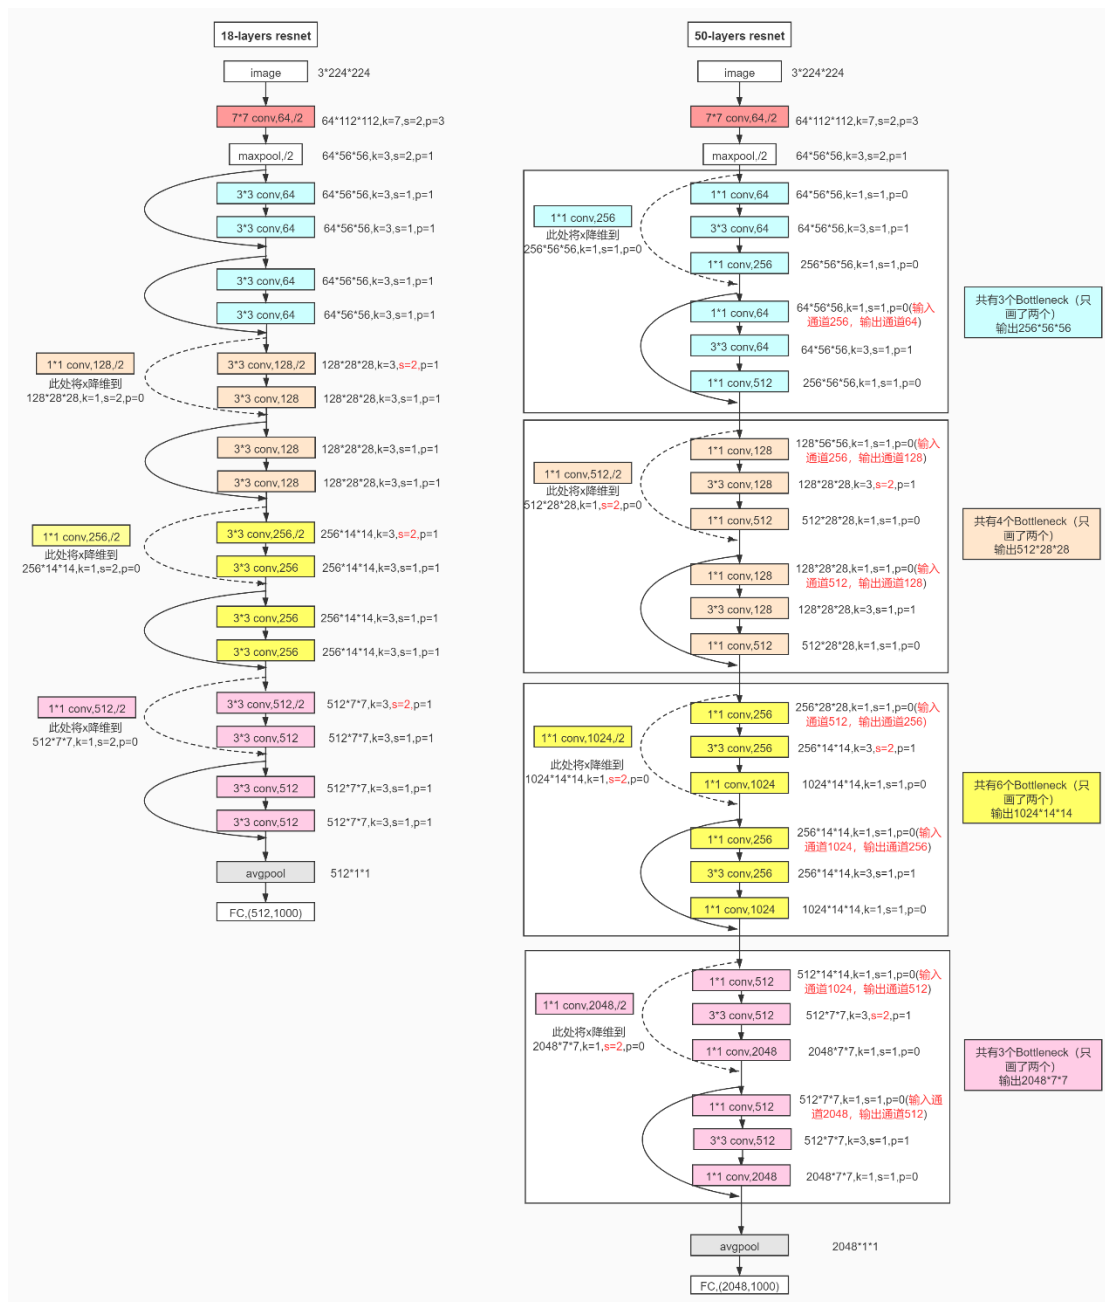 18-layers resnet
image
3*224*224
7*7 conv,64,/2
64*112*112,k=7,s=2,p=3
maxpool,/2
64*56*56,k=3,s=2,p=1
3*3 conv,64
64*56*56,k=3,s=1,p=1
3*3 conv,64
64*56*56,k=3,s=1,p=1
3*3 conv,64
64*56*56,k=3,s=1,p=1
3*3 conv,64
64*56*56,k=3,s=1,p=1
1*1 conv,128,/2
此处将x降维到
128*28*28,k=1,s=2,p=0
3*3 conv,128,/2
128*28*28,k=3,s=2,p=1
3*3 conv,128
128*28*28,k=3,s=1,p=1
3*3 conv,128
128*28*28,k=3,s=1,p=1
3*3 conv,128
128*28*28,k=3,s=1,p=1
1*1 conv,256,/2
此处将x降维到
256*14*14,k=1,s=2,p=0
3*3 conv,256,/2
256*14*14,k=3,s=2,p=1
3*3 conv,256
256*14*14,k=3,s=1,p=1
3*3 conv,256
256*14*14,k=3,s=1,p=1
3*3 conv,256
256*14*14,k=3,s=1,p=1
1*1 conv,512,/2
此处将x降维到
512*7*7,k=1,s=2,p=0
3*3 conv,512,/2
512*7*7,k=3,s=2,p=1
3*3 conv,512
512*7*7,k=3,s=1,p=1
3*3 conv,512
512*7*7,k=3,s=1,p=1
3*3 conv,512
512*7*7,k=3,s=1,p=1
avgpool
512*1*1
FC,(512,1000)
50-layers resnet
image
3*224*224
7*7 conv,64,/2
64*112*112,k=7,s=2,p=3
maxpool,/2
64*56*56,k=3,s=2,p=1
1*1 conv,256
此处将x降维到
256*56*56,k=1,s=1,p=0
1*1 conv,64
64*56*56,k=1,s=1,p=0
3*3 conv,64
64*56*56,k=3,s=1,p=1
1*1 conv,256
256*56*56,k=1,s=1,p=0
1*1 conv,64
64*56*56,k=1,s=1,p=0(输入
通道256，输出通道64)
3*3 conv,64
64*56*56,k=3,s=1,p=1
1*1 conv,512
256*56*56,k=1,s=1,p=0
共有3个Bottleneck（只
画了两个）
输出256*56*56
1*1 conv,512,/2
此处将x降维到
512*28*28,k=1,s=2,p=0
1*1 conv,128
128*56*56,k=1,s=1,p=0(输入
通道256，输出通道128)
3*3 conv,128
128*28*28,k=3,s=2,p=1
1*1 conv,512
512*28*28,k=1,s=1,p=0
1*1 conv,128
128*28*28,k=1,s=1,p=0(输入
通道512，输出通道128)
3*3 conv,128
128*28*28,k=3,s=1,p=1
1*1 conv,512
512*28*28,k=1,s=1,p=0
共有4个Bottleneck（只
画了两个）
输出512*28*28
1*1 conv,1024,/2
此处将x降维到
1024*14*14,k=1,s=2,p=0
1*1 conv,256
256*28*28,k=1,s=1,p=0(输入
通道512，输出通道256)
3*3 conv,256
256*14*14,k=3,s=2,p=1
1*1 conv,1024
1024*14*14,k=1,s=1,p=0
1*1 conv,256
256*14*14,k=1,s=1,p=0(输入
通道1024，输出通道256)
3*3 conv,256
256*14*14,k=3,s=1,p=1
1*1 conv,1024
1024*14*14,k=1,s=1,p=0
共有6个Bottleneck（只
画了两个）
输出1024*14*14
1*1 conv,2048,/2
此处将x降维到
2048*7*7,k=1,s=2,p=0
1*1 conv,512
512*14*14,k=1,s=1,p=0(输入
通道1024，输出通道512)
3*3 conv,512
512*7*7,k=3,s=2,p=1
1*1 conv,2048
2048*7*7,k=1,s=1,p=0
1*1 conv,512
512*7*7,k=1,s=1,p=0(输入通
道2048，输出通道512)
3*3 conv,512
512*7*7,k=3,s=1,p=1
1*1 conv,2048
2048*7*7,k=1,s=1,p=0
共有3个Bottleneck（只
画了两个）
输出2048*7*7
avgpool
2048*1*1
FC,(2048,1000)